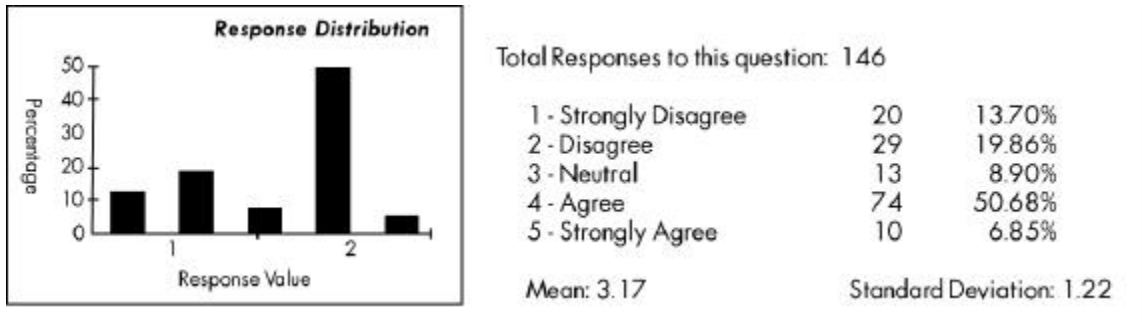 Response Distribution
50
40
30
20
10
0
Percentage
1 2
Response Value
Total Responses to this question: 146
1 - Strongly Disagree 20 13.70%
2 - Disagree 29 19.86%
3 - Neutral 13 8.90%
4 - Agree 74 50.68%
5 - Strongly Agree 10 6.85%
Mean: 3.17 Standard Deviation: 1.22